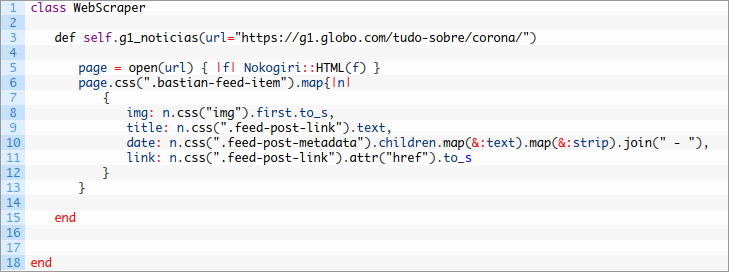 1 class WebScraper
2
3 def self.g1_noticias(url="https://g1.globo.com/tudo-sobre/corona/")
4
5 page = open(url) { |f| Nokogiri::HTML(f) }
6 page.css(".bastian-feed-item").map{|n|
7 {
8 img: n.css("img").first.to_s,
9 title: n.css(".feed-post-link").text,
10 date: n.css(".feed-post-metadata").children.map(&:text).map(&:strip).join(" - "),
11 link: n.css(".feed-post-link").attr("href").to_s
12 }
13 }
14
15 end
16
17
18 end